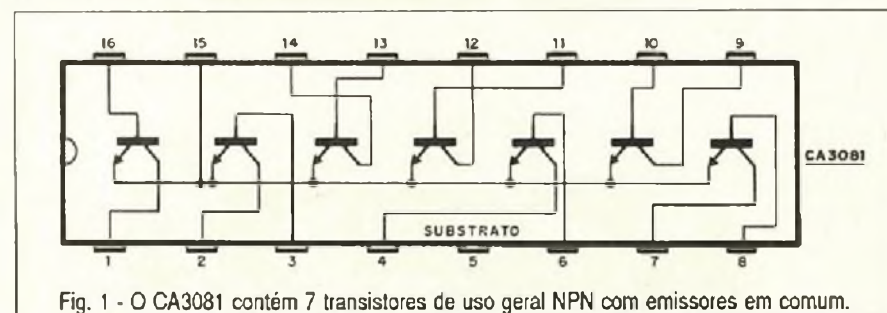 16 15 14 13 12 11 10 9
CA3081
SUBSTRATO
1 2 3 4 5 6 7 8
Fig. 1 - O CA3081 contém 7 transistores de uso geral NPN com emissores em comum.